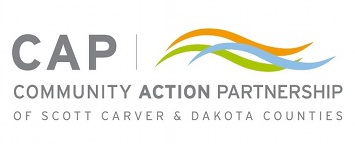 CAP
COMMUNITY ACTION PARTNERSHIP
OF SCOTT CARVER & DAKOTA COUNTIES